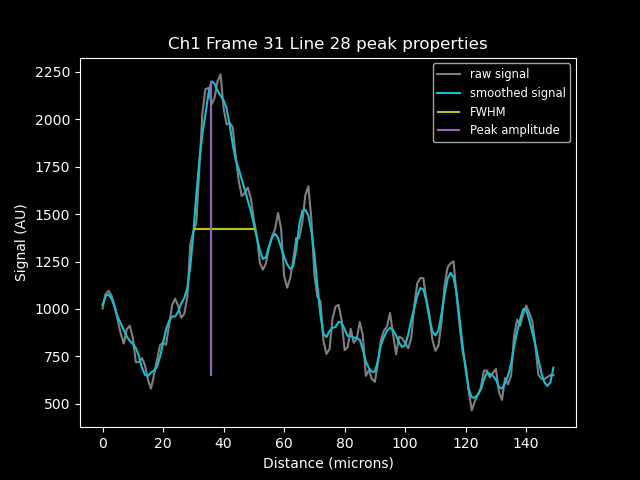 Ch1 Frame 31 Line 28 peak properties
raw signal
smoothed signal
FWHM
Peak amplitude
Signal (AU)
2250
2000
1750
1500
1250
1000
750
500
0 20 40 60 80 100 120 140
Distance (microns)